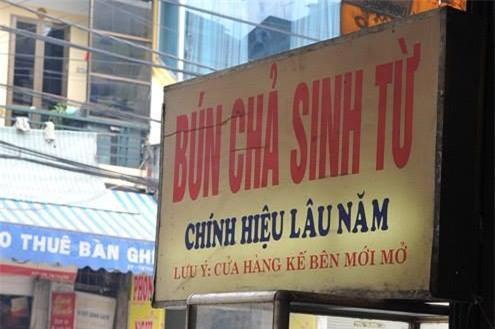 BÚN CHẢ SINH TỪ
CHÍNH HIỆU LÂU NĂM
LƯU Ý: CỬA HÀNG KẾ BÊN MỚI MỞ
O THUÊ BÀN GH